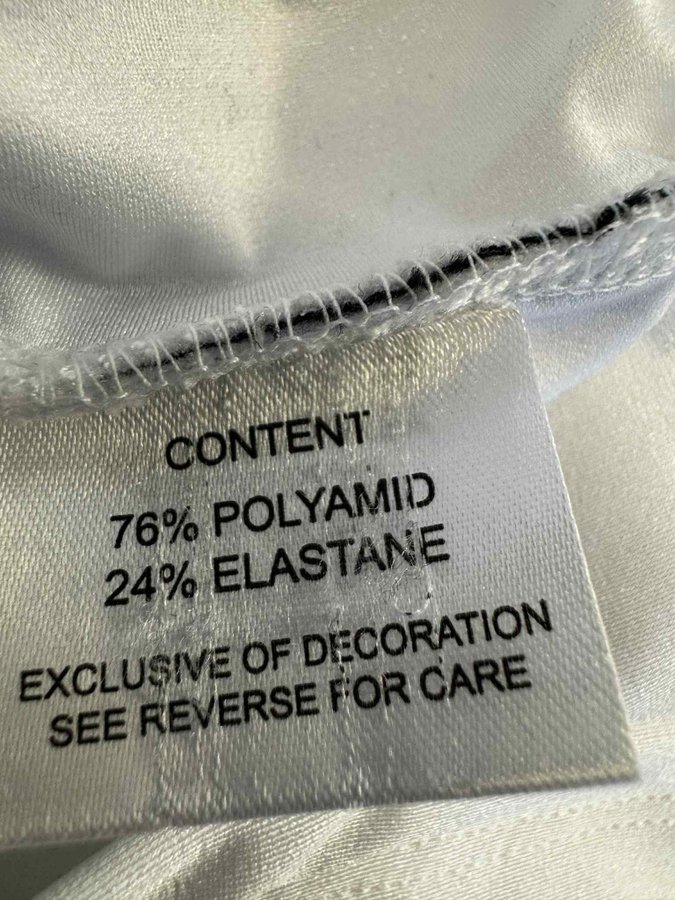 CONTENT
76% POLYAMID
24% ELASTANE
EXCLUSIVE OF DECORATION
SEE REVERSE FOR CARE